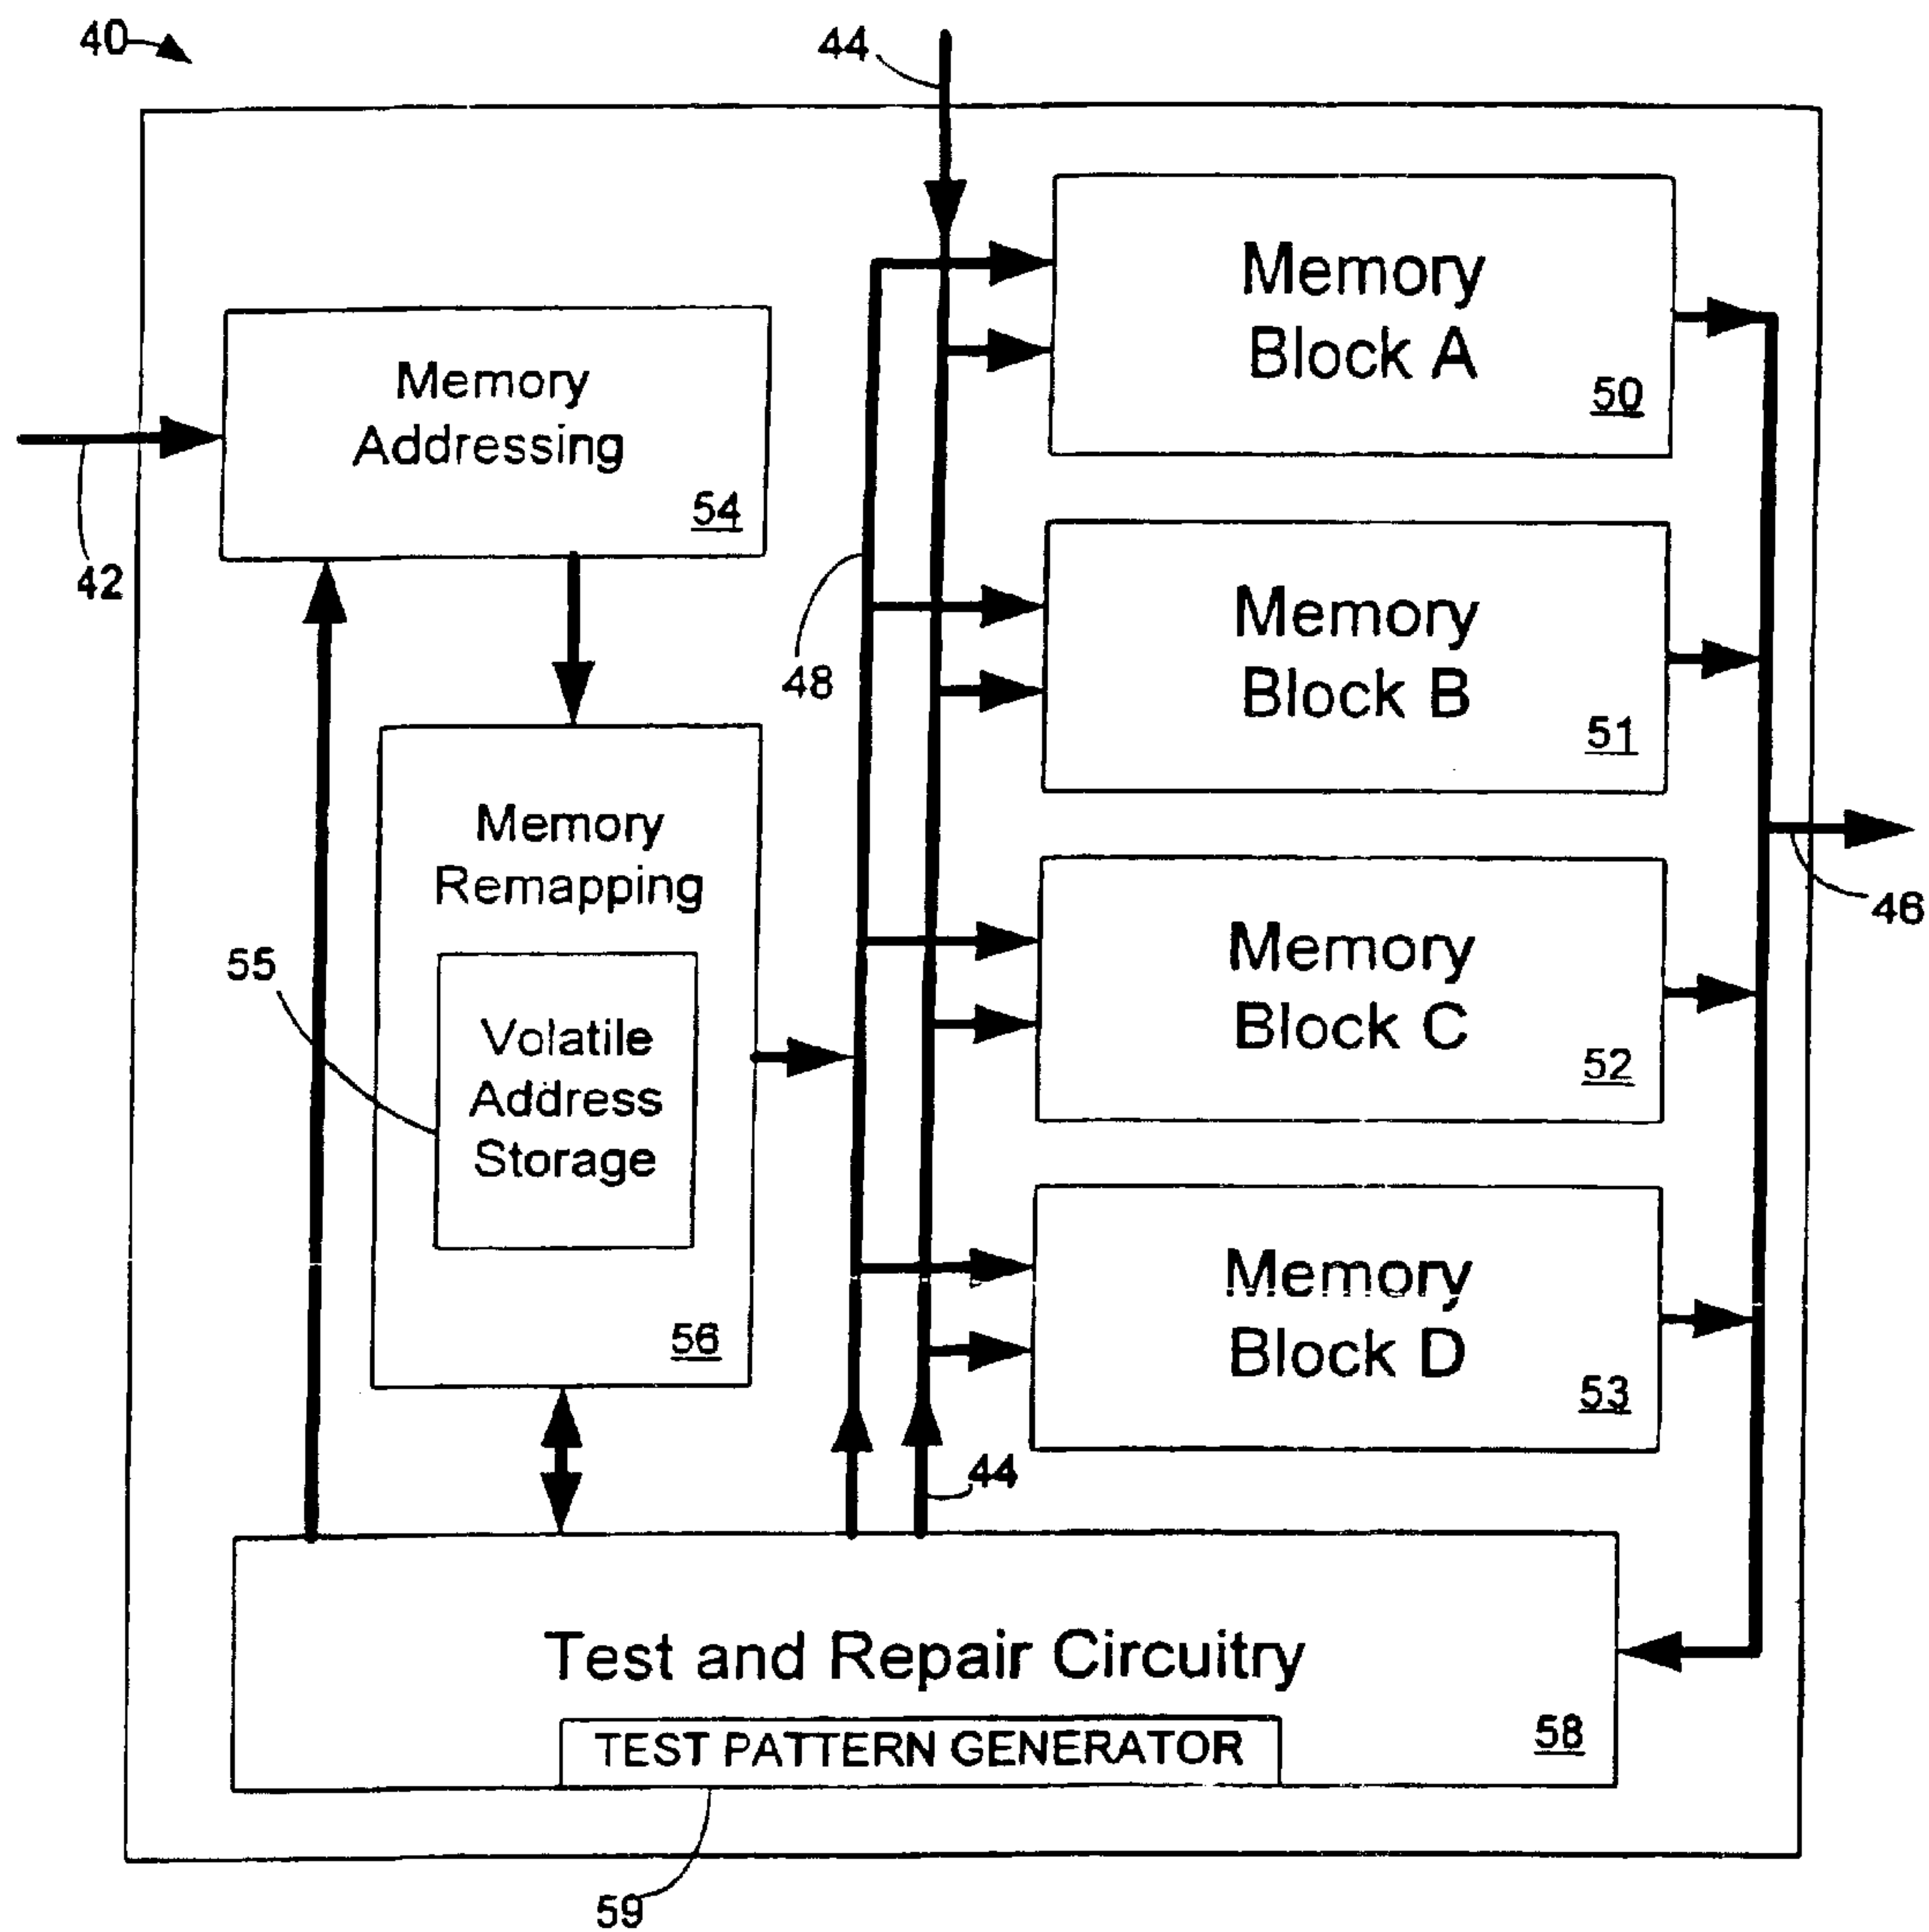 40
44
Memory
Block A
50
Memory
Addressing
54
42
48
Memory
Block B
51
Memory
Remapping
46
55
Volatile
Address
Storage
56
Memory
Block C
52
Memory
Block D
53
44
Test and Repair Circuitry
58
TEST PATTERN GENERATOR
59